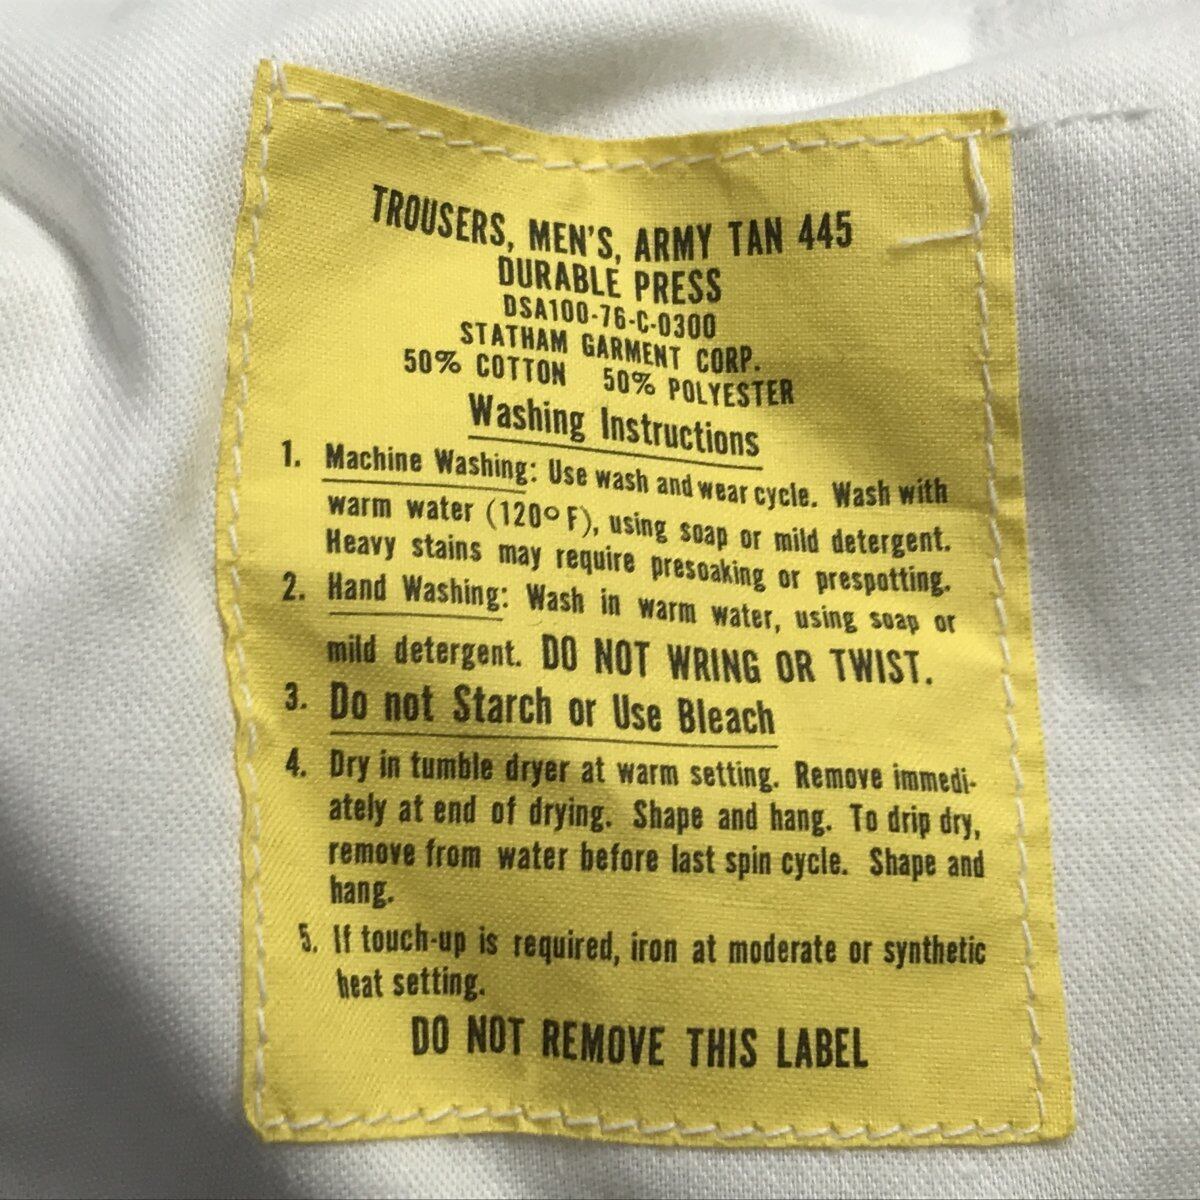 TROUSERS, MEN'S, ARMY TAN 445
DURABLE PRESS
DSA100-76-C-0300
STATHAM GARMENT CORP.
50% COTTON 50% POLYESTER
Washing Instructions
1. Machine Washing: Use wash and wear cycle. Wash with
warm water (120° F), using soap or mild detergent.
Heavy stains may require presoaking or prespotting.
2. Hand Washing: Wash in warm water, using soap or
mild detergent. DO NOT WRING OR TWIST.
3. Do not Starch or Use Bleach
4. Dry in tumble dryer at warm setting. Remove immedi-
ately at end of drying. Shape and hang. To drip dry,
remove from water before last spin cycle. Shape and
hang.
5. If touch-up is required, iron at moderate or synthetic
heat setting.
DO NOT REMOVE THIS LABEL